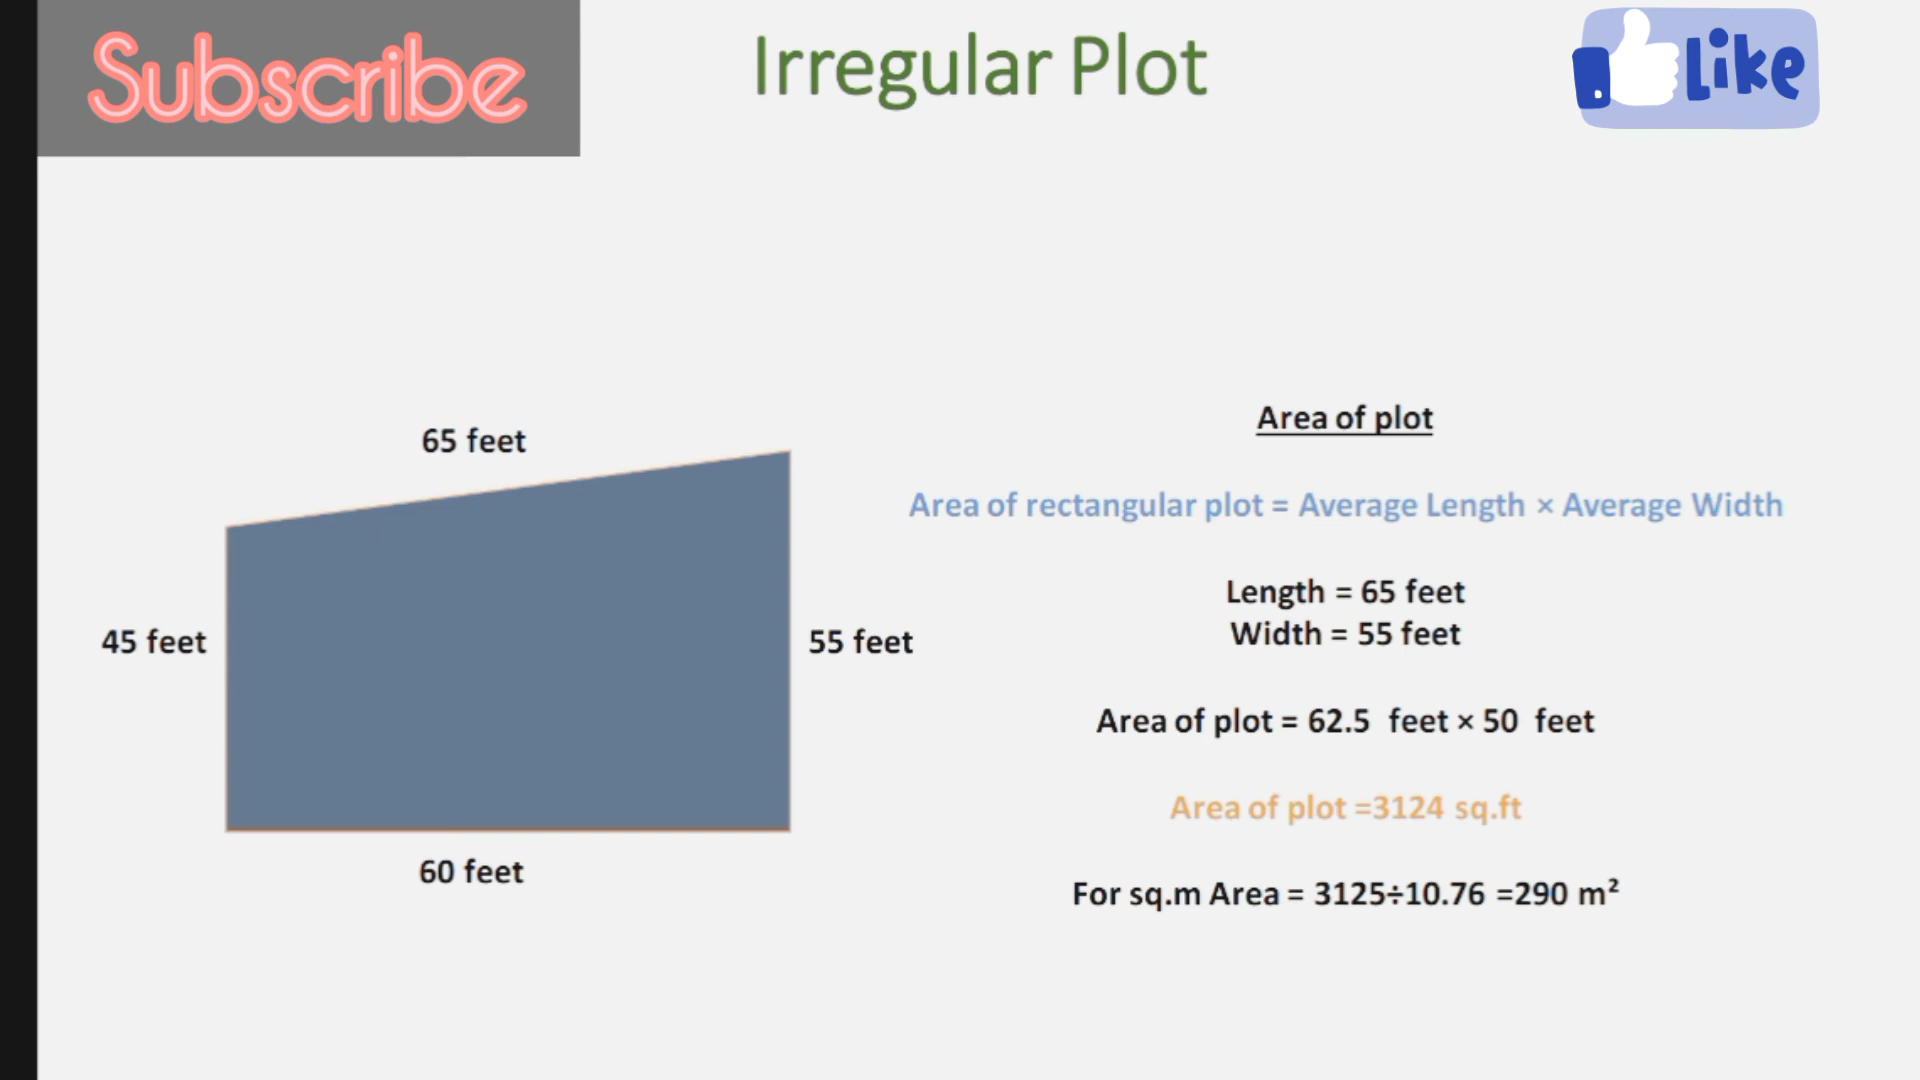 Subscribe
Irregular Plot
Like
65 feet
45 feet
55 feet
60 feet
Area of plot
Area of rectangular plot = Average Length × Average Width
Length = 65 feet
Width = 55 feet
Area of plot = 62.5  feet × 50  feet
Area of plot =3124 sq.ft
For sq.m Area = 3125÷10.76 =290 m²